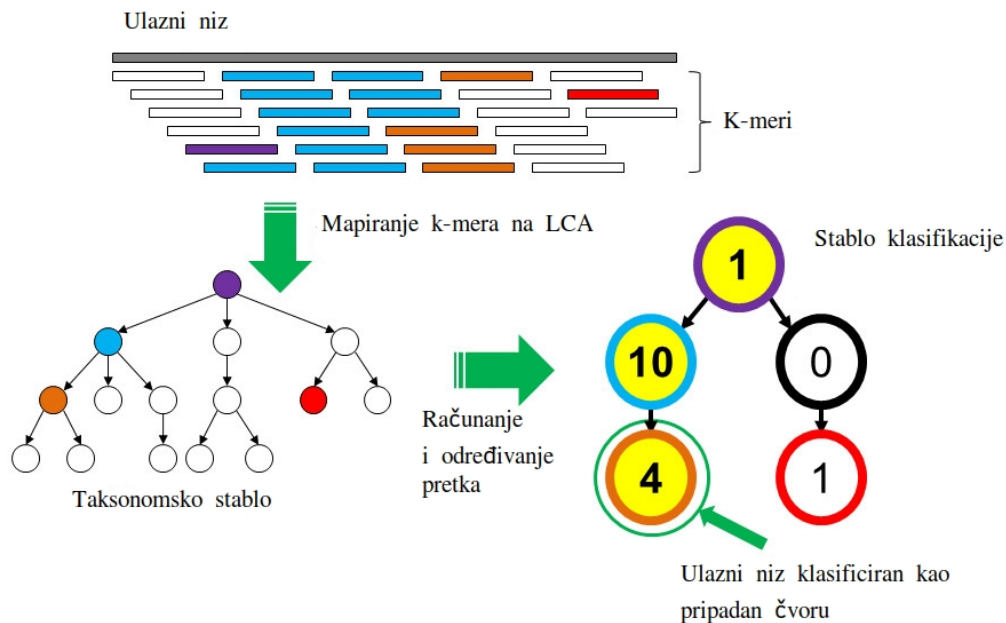 Ulazni niz
K-meri
Mapiranje k-mera na LCA
Stablo klasifikacije
1
10
0
Računanje
i određivanje
pretka
4
1
Taksonomsko stablo
Ulazni niz klasificiran kao
pripadan čvoru